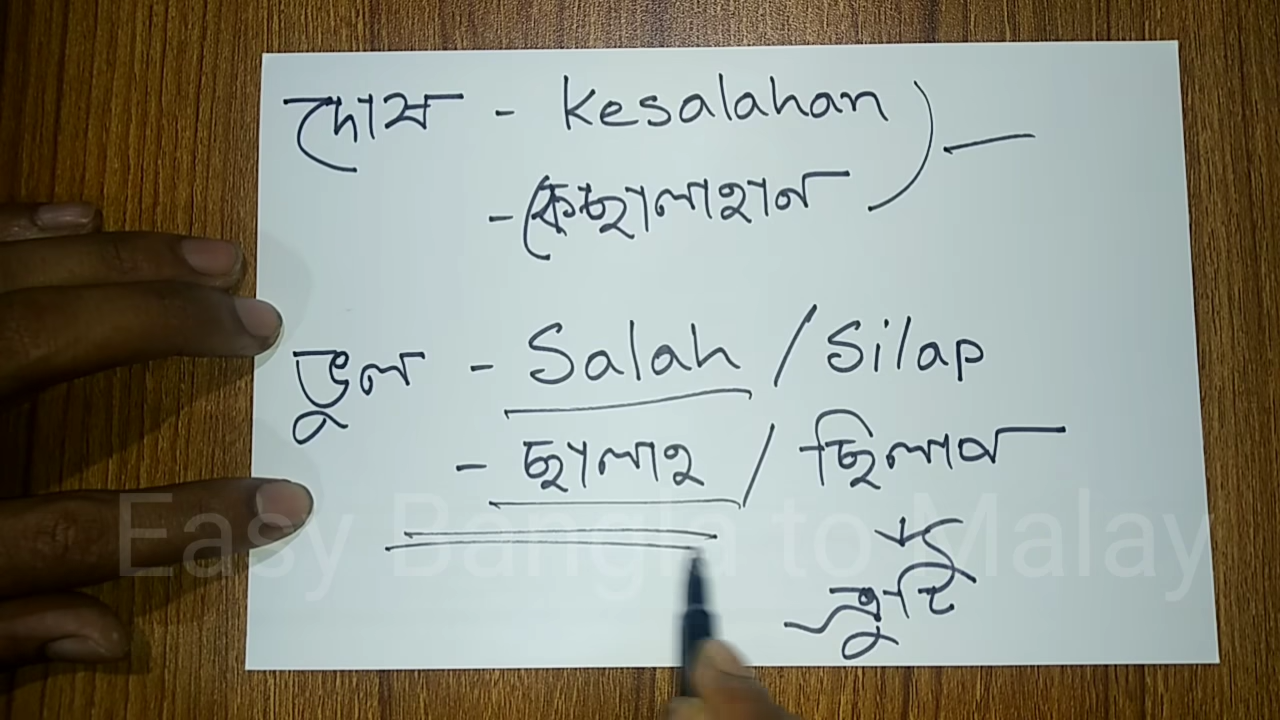 দোষ - Kesalahan
- কেছালাহান
ভুল - Salah / Silap
- ছালাহ / ছিলাপ
ত্রুটি
Easy Bangla to Malay